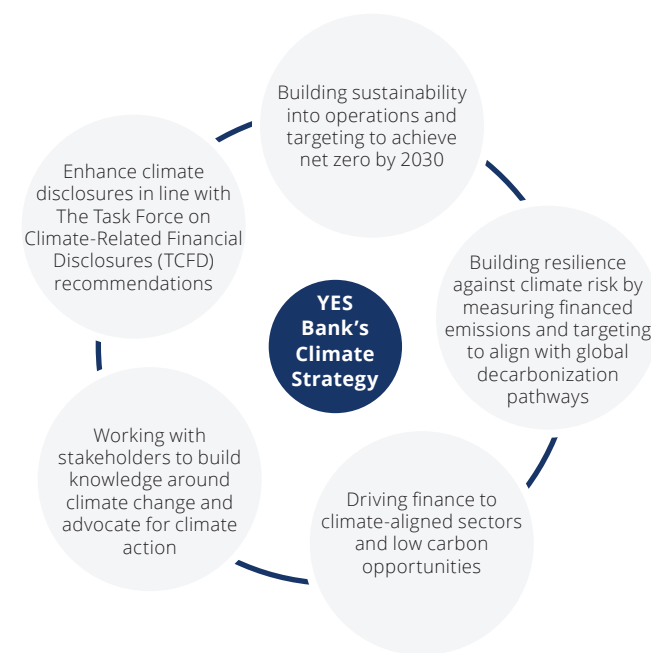 Building sustainability
into operations and
targeting to achieve
net zero by 2030
Enhance climate
disclosures in line with
The Task Force on
Climate-Related Financial
Disclosures (TCFD)
recommendations
Building resilience
against climate risk by
measuring financed
emissions and targeting
to align with global
decarbonization
pathways
YES
Bank’s
Climate
Strategy
Working with
stakeholders to build
knowledge around
climate change and
advocate for climate
action
Driving finance to
climate-aligned sectors
and low carbon
opportunities